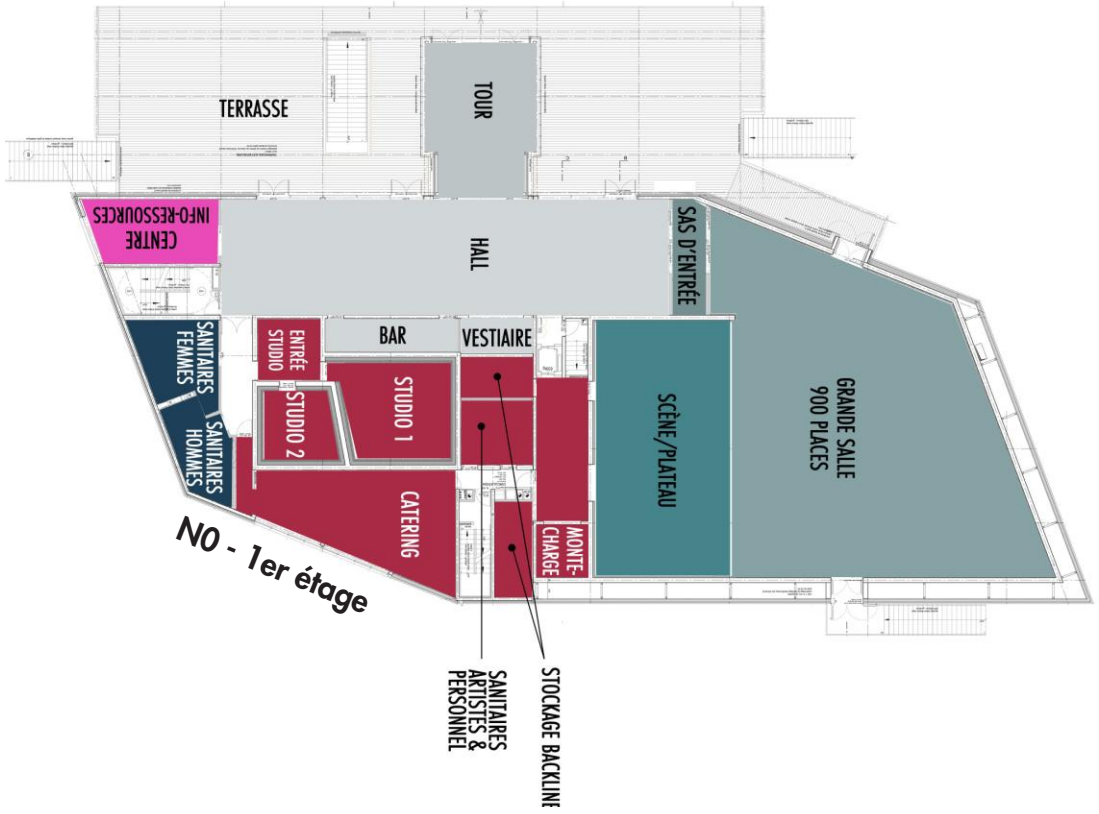 TERRASSE
TOUR
CENTRE
INFO-RESSOURCES
HALL
SAS D'ENTRÉE
SANITAIRES
FEMMES
ENTRÉE
STUDIO
BAR
VESTIAIRE
STUDIO 1
STUDIO 2
SANITAIRES
HOMMES
SCÈNE/PLATEAU
GRANDE SALLE
900 PLACES
CATERING
MONTE-
CHARGE
N0 - 1er étage
SANITAIRES
ARTISTES &
PERSONNEL
STOCKAGE BACKLINE